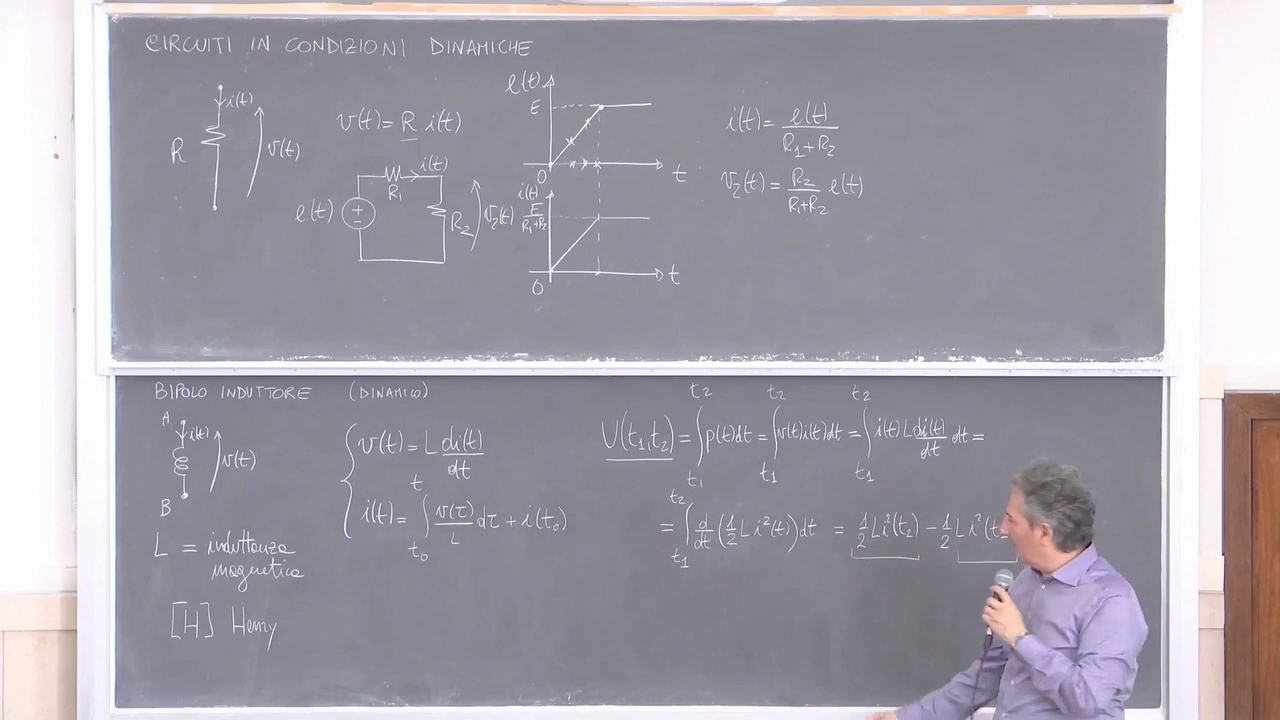 CIRCUITI IN CONDIZIONI DINAMICHE
R
i(t)
v(t)
v(t) = R i(t)
e(t)
+
−
R1
i(t)
R2
v2(t)
e(t)
E
0
t
i(t)
E/(R1+R2)
0
t
i(t) = e(t)/(R1+R2)
v2(t) = R2/(R1+R2) e(t)
BIPOLO INDUTTORE (DINAMICO)
A
i(t)
v(t)
B
L = induttanza
magnetica
[H] Henry
v(t) = L di(t)/dt
i(t) = ∫_{t0}^{t} v(τ)/L dτ + i(t0)
U(t1,t2) = ∫_{t1}^{t2} p(t)dt = ∫_{t1}^{t2} v(t)i(t)dt = ∫_{t1}^{t2} i(t) L di(t)/dt dt =
= ∫_{t1}^{t2} d/dt (1/2 L i²(t)) dt = 1/2 L i²(t2) − 1/2 L i²(t